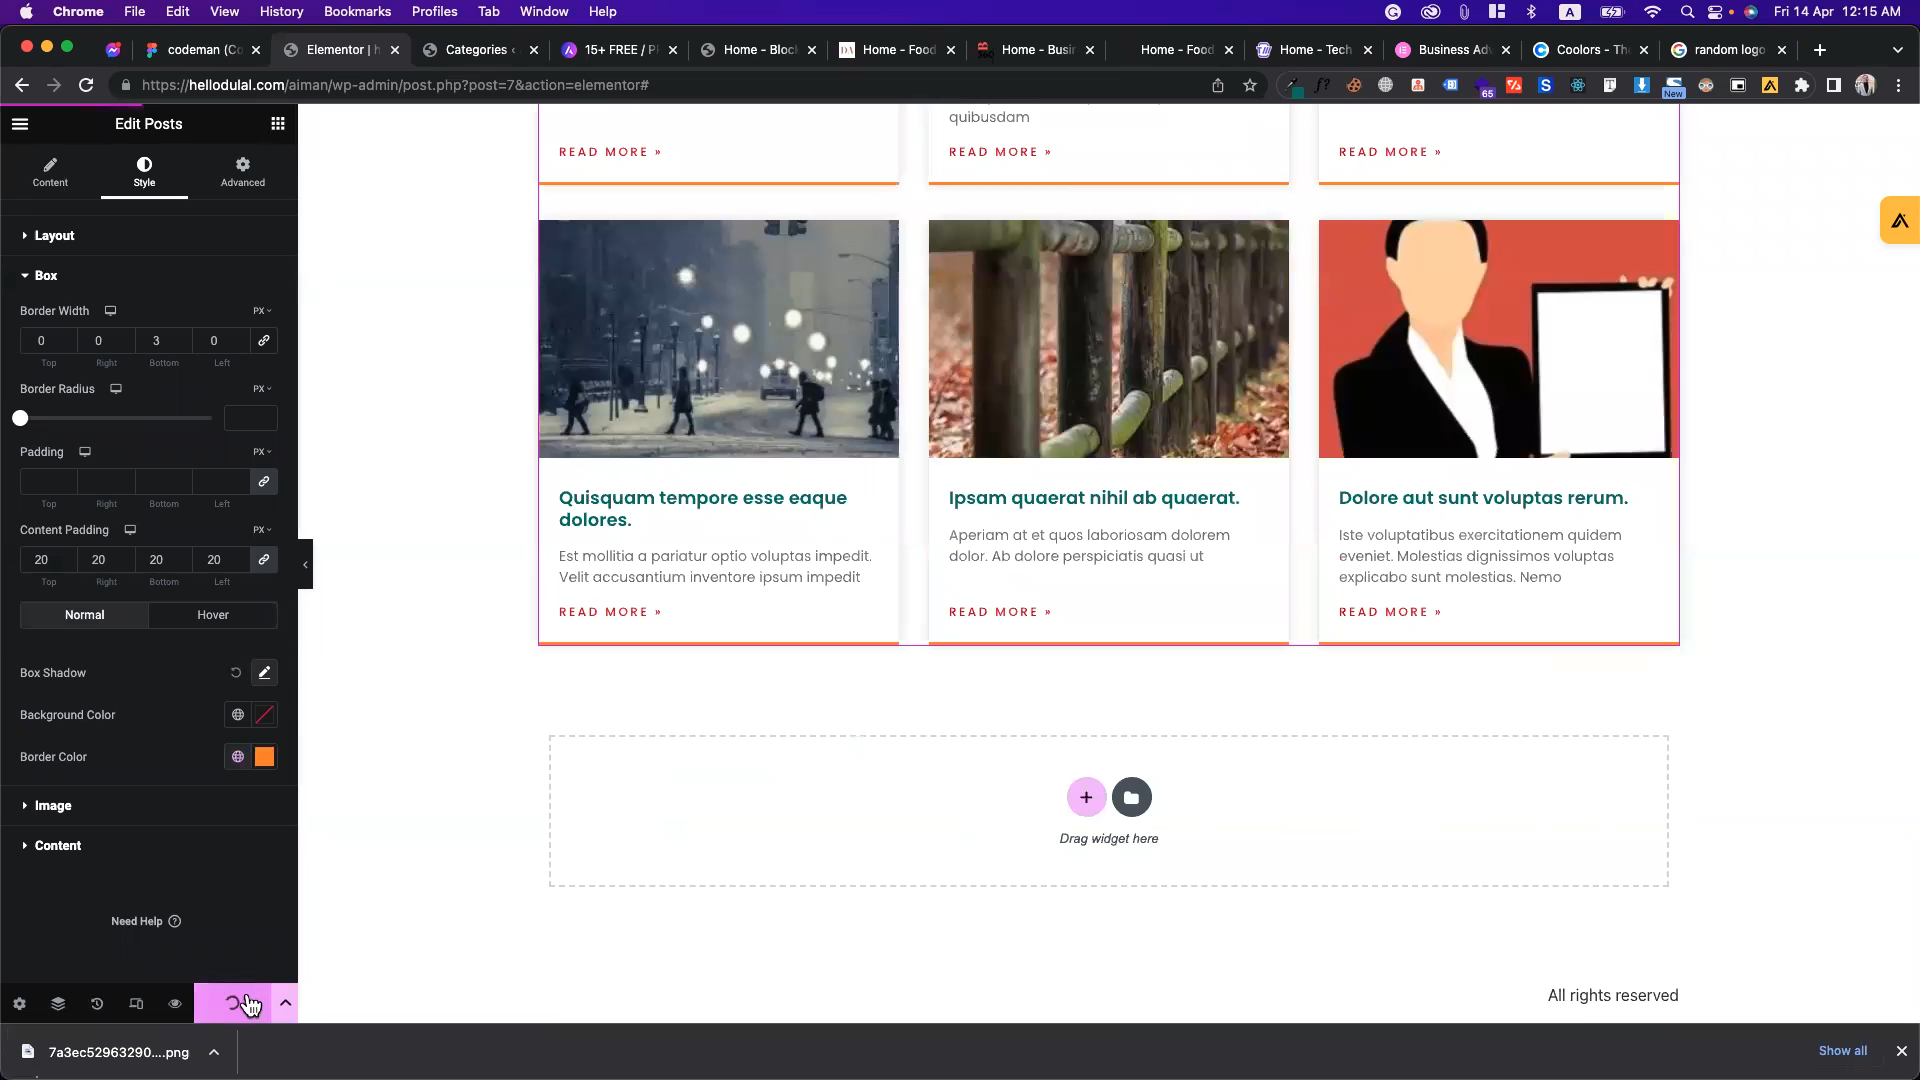 Chrome File Edit View History Bookmarks Profiles Tab Window Help
A
Fri 14 Apr 12:15 AM
codeman (Co
Elementor | h
Categories ‹
15+ FREE / P
Home - Bloc
Home - Food
Home - Busin
Home - Food
Home - Tech
Business Adv
Coolors - The
random logo
https://hellodulal.com/aiman/wp-admin/post.php?post=7&action=elementor#
65
New
Edit Posts
Content
Style
Advanced
Layout
Box
Border Width
PX
0 0 3 0
Top Right Bottom Left
Border Radius
PX
Padding
PX
Top Right Bottom Left
Content Padding
PX
20 20 20 20
Top Right Bottom Left
Normal
Hover
Box Shadow
Background Color
Border Color
Image
Content
Need Help
quibusdam
READ MORE »
READ MORE »
READ MORE »
Quisquam tempore esse eaque
dolores.
Est mollitia a pariatur optio voluptas impedit.
Velit accusantium inventore ipsum impedit
READ MORE »
Ipsam quaerat nihil ab quaerat.
Aperiam at et quos laboriosam dolorem
dolor. Ab dolore perspiciatis quasi ut
READ MORE »
Dolore aut sunt voluptas rerum.
Iste voluptatibus exercitationem quidem
eveniet. Molestias dignissimos voluptas
explicabo sunt molestias. Nemo
READ MORE »
Drag widget here
All rights reserved
7a3ec52963290....png
Show all